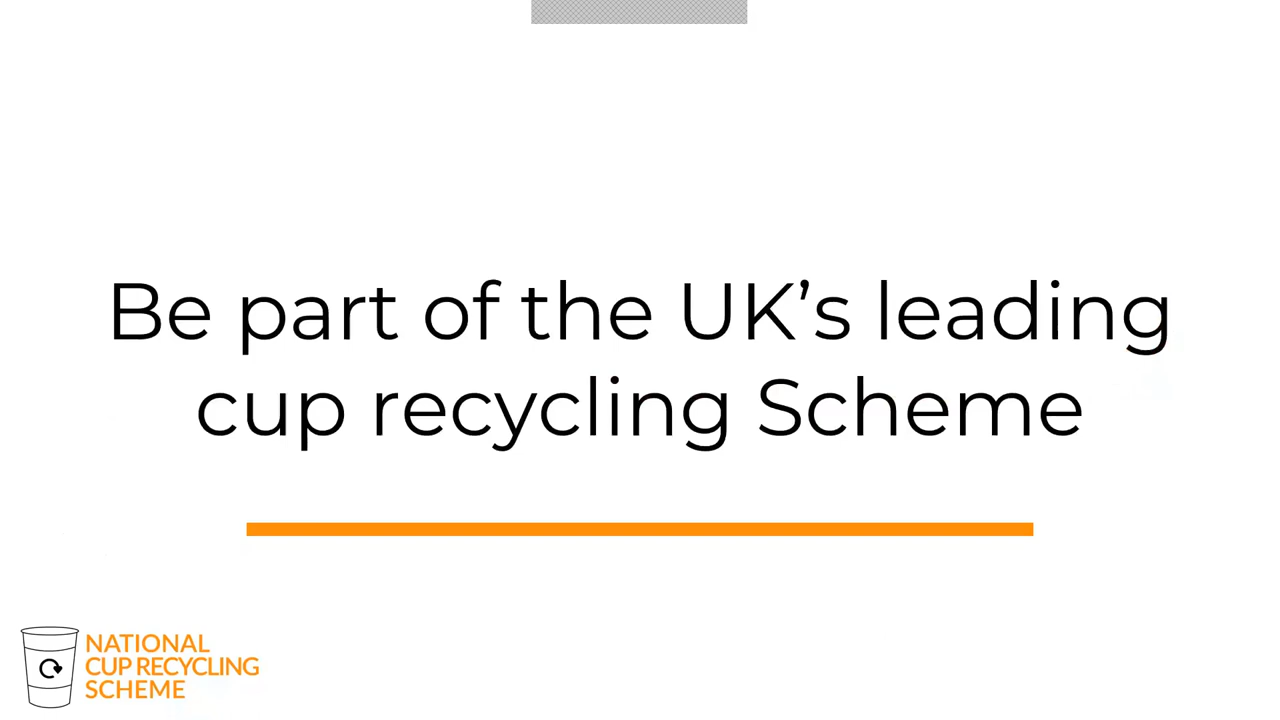 Be part of the UK’s leading
cup recycling Scheme
NATIONAL
CUP RECYCLING
SCHEME